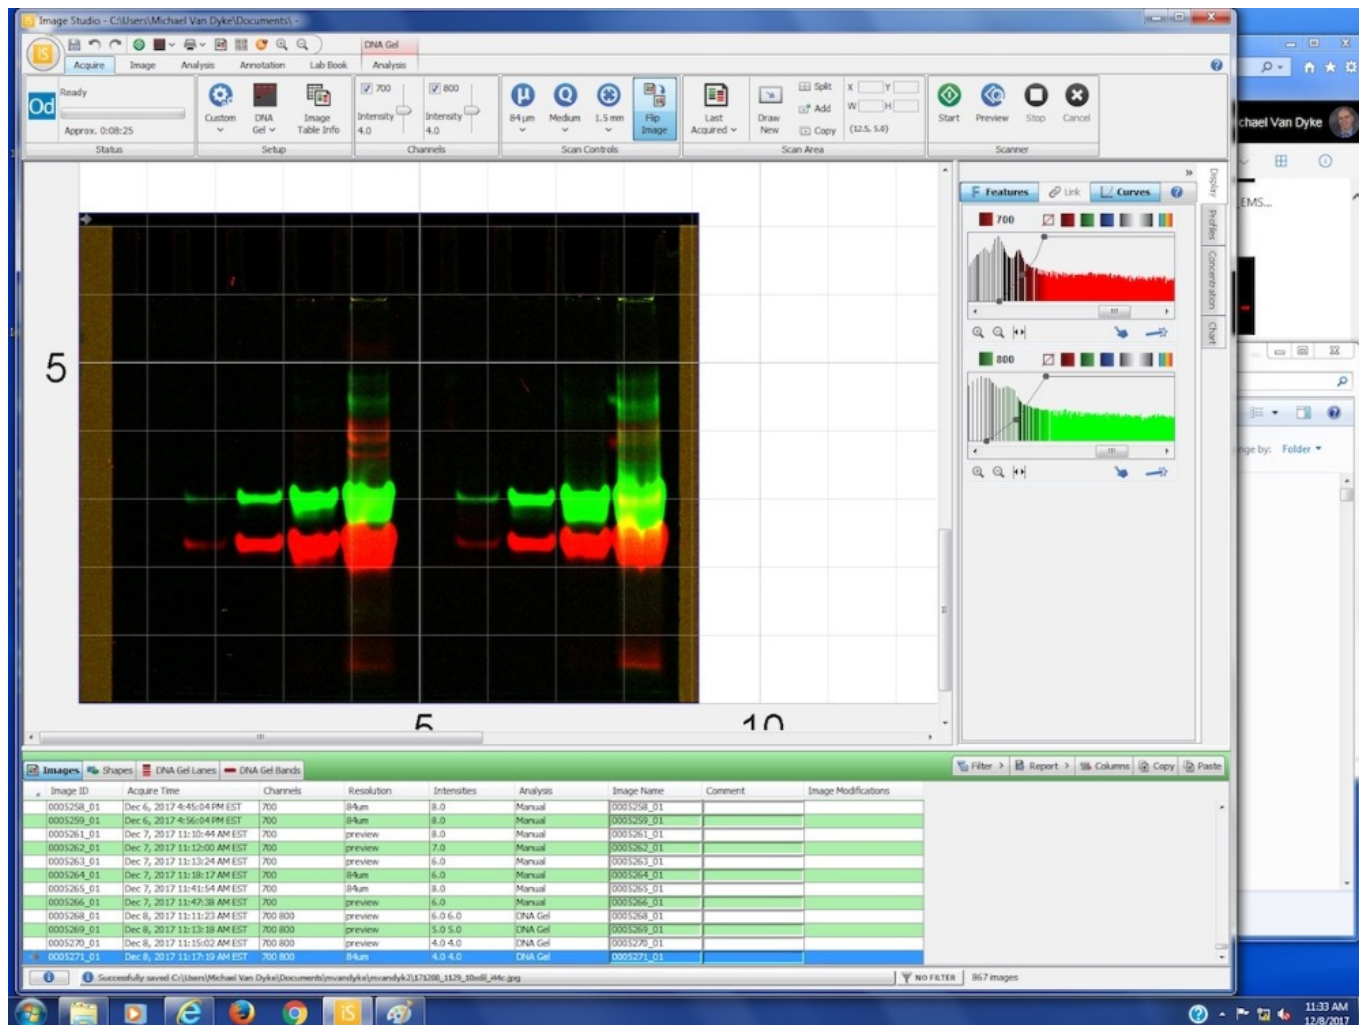 Image Studio - C:\Users\Michael Van Dyke\Documents\ -
DNA Gel
Acquire Image Analysis Annotation Lab Book Analysis
Od
Ready
Approx. 0:08:25
Status
Custom
DNA Gel
Image Table Info
Setup
700
Intensity
4.0
800
Intensity
4.0
Channels
84 µm
Medium
1.5 mm
Flip Image
Scan Controls
Last Acquired
Draw New
Split
Add
Copy
X Y
W H
(12.5, 5.8)
Scan Area
Start Preview Stop Cancel
Scanner
chael Van Dyke
_EMS...
nge by: Folder
Features Link Curves
700
800
Display
Profiles
Concentration
Chart
5
5 10
Images Shapes DNA Gel Lanes DNA Gel Bands
Filter > Report > Columns Copy Paste
Image ID Acquire Time Channels Resolution Intensities Analysis Image Name Comment Image Modifications
0005258_01 Dec 6, 2017 4:45:04 PM EST 700 84um 8.0 Manual 0005258_01
0005259_01 Dec 6, 2017 4:56:04 PM EST 700 84um 8.0 Manual 0005259_01
0005261_01 Dec 7, 2017 11:10:44 AM EST 700 preview 8.0 Manual 0005261_01
0005262_01 Dec 7, 2017 11:12:00 AM EST 700 preview 7.0 Manual 0005262_01
0005263_01 Dec 7, 2017 11:13:24 AM EST 700 preview 6.0 Manual 0005263_01
0005264_01 Dec 7, 2017 11:18:17 AM EST 700 84um 6.0 Manual 0005264_01
0005265_01 Dec 7, 2017 11:41:54 AM EST 700 84um 8.0 Manual 0005265_01
0005266_01 Dec 7, 2017 11:47:38 AM EST 700 preview 6.0 Manual 0005266_01
0005268_01 Dec 8, 2017 11:11:23 AM EST 700 800 preview 6.0 6.0 DNA Gel 0005268_01
0005269_01 Dec 8, 2017 11:13:18 AM EST 700 800 preview 5.0 5.0 DNA Gel 0005269_01
0005270_01 Dec 8, 2017 11:15:02 AM EST 700 800 preview 4.0 4.0 DNA Gel 0005270_01
0005271_01 Dec 8, 2017 11:17:19 AM EST 700 800 84um 4.0 4.0 DNA Gel 0005271_01
NO FILTER 867 images
11:33 AM
12/8/2017